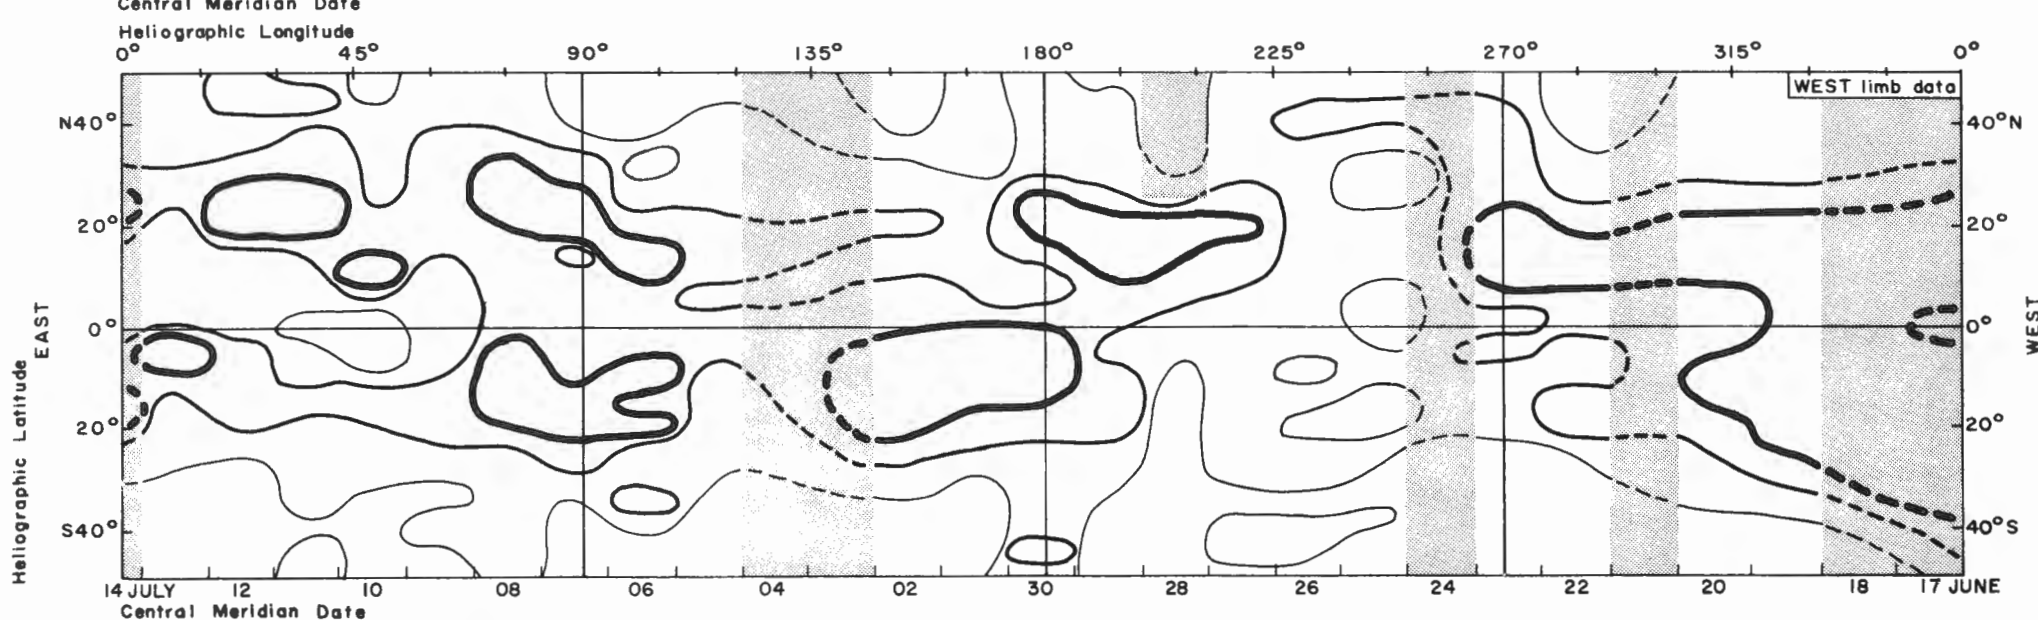 Central Meridian Date
Heliographic Longitude
0° 45° 90° 135° 180° 225° 270° 315° 0°
WEST limb data
N40° 40°N
20° 20°
0° 0°
20° 20°
S40° 40°S
EAST
WEST
Heliographic Latitude
14 JULY 12 10 08 06 04 02 30 28 26 24 22 20 18 17 JUNE
Central Meridian Date